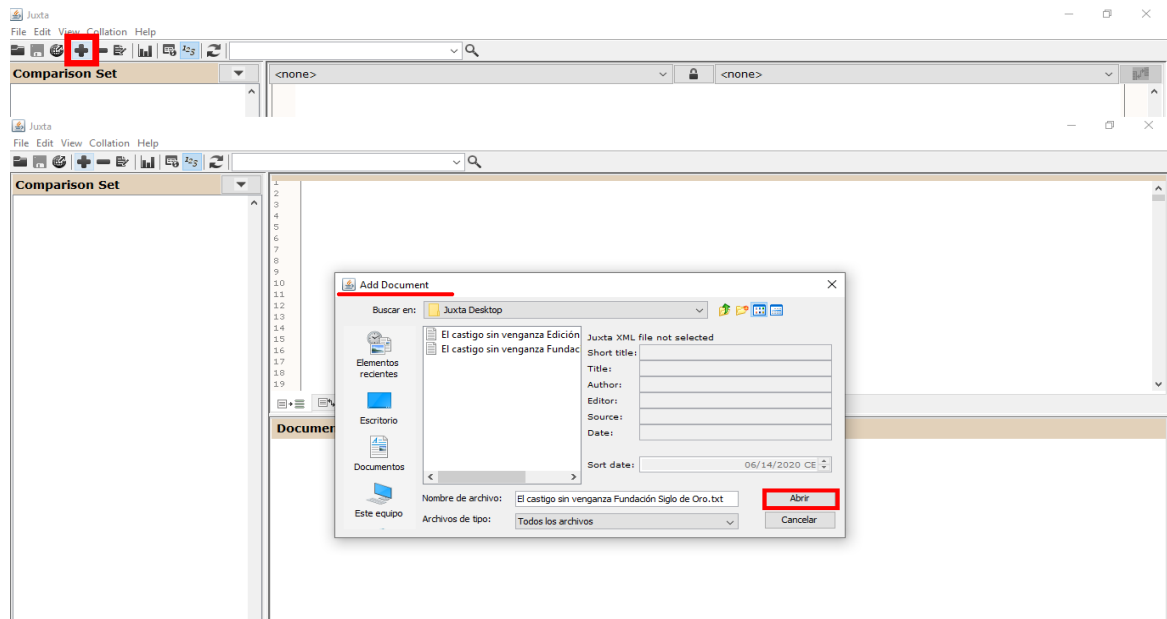 Juxta
File Edit View Collation Help
Comparison Set
<none>
<none>
Juxta
File Edit View Collation Help
Comparison Set
1
2
3
4
5
6
7
8
9
10
11
12
13
14
15
16
17
18
19
Documen
Add Document
Buscar en: Juxta Desktop
El castigo sin venganza Edición
El castigo sin venganza Fundac
Elementos recientes
Escritorio
Documentos
Este equipo
Juxta XML file not selected
Short title:
Title:
Author:
Editor:
Source:
Date:
Sort date: 06/14/2020 CE
Nombre de archivo: El castigo sin venganza Fundación Siglo de Oro.txt
Abrir
Archivos de tipo: Todos los archivos
Cancelar